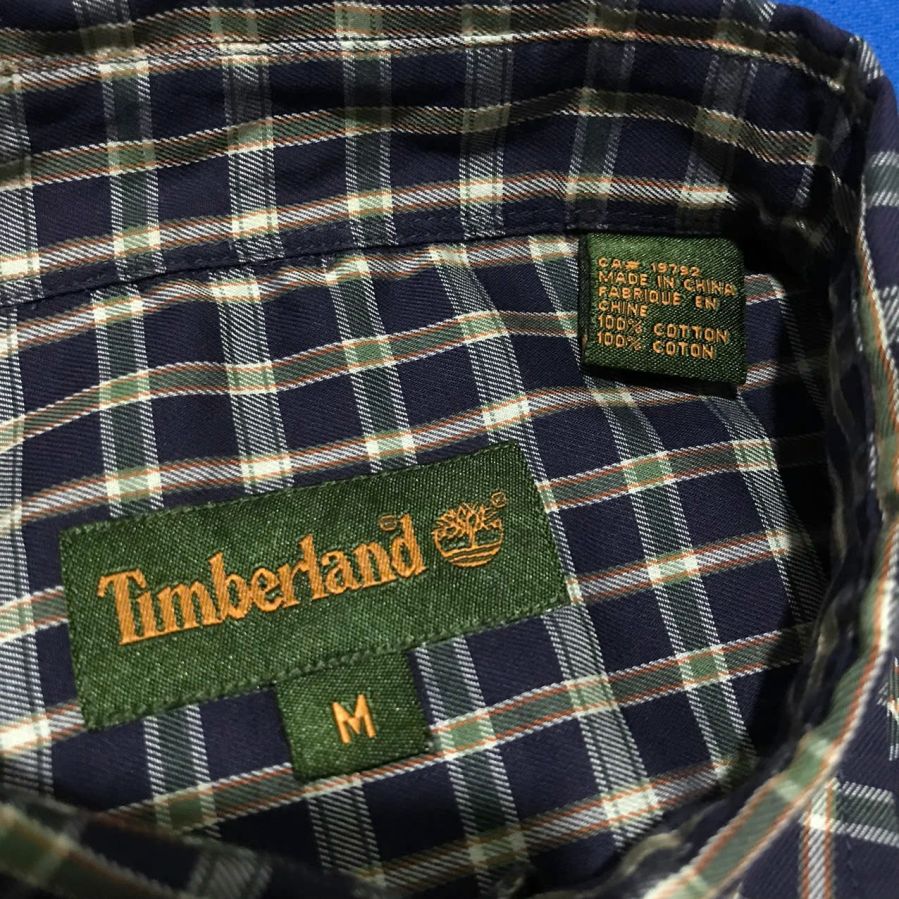 CA# 19792
MADE IN CHINA
FABRIQUE EN
CHINE
100% COTTON
100% COTON
Timberland
M